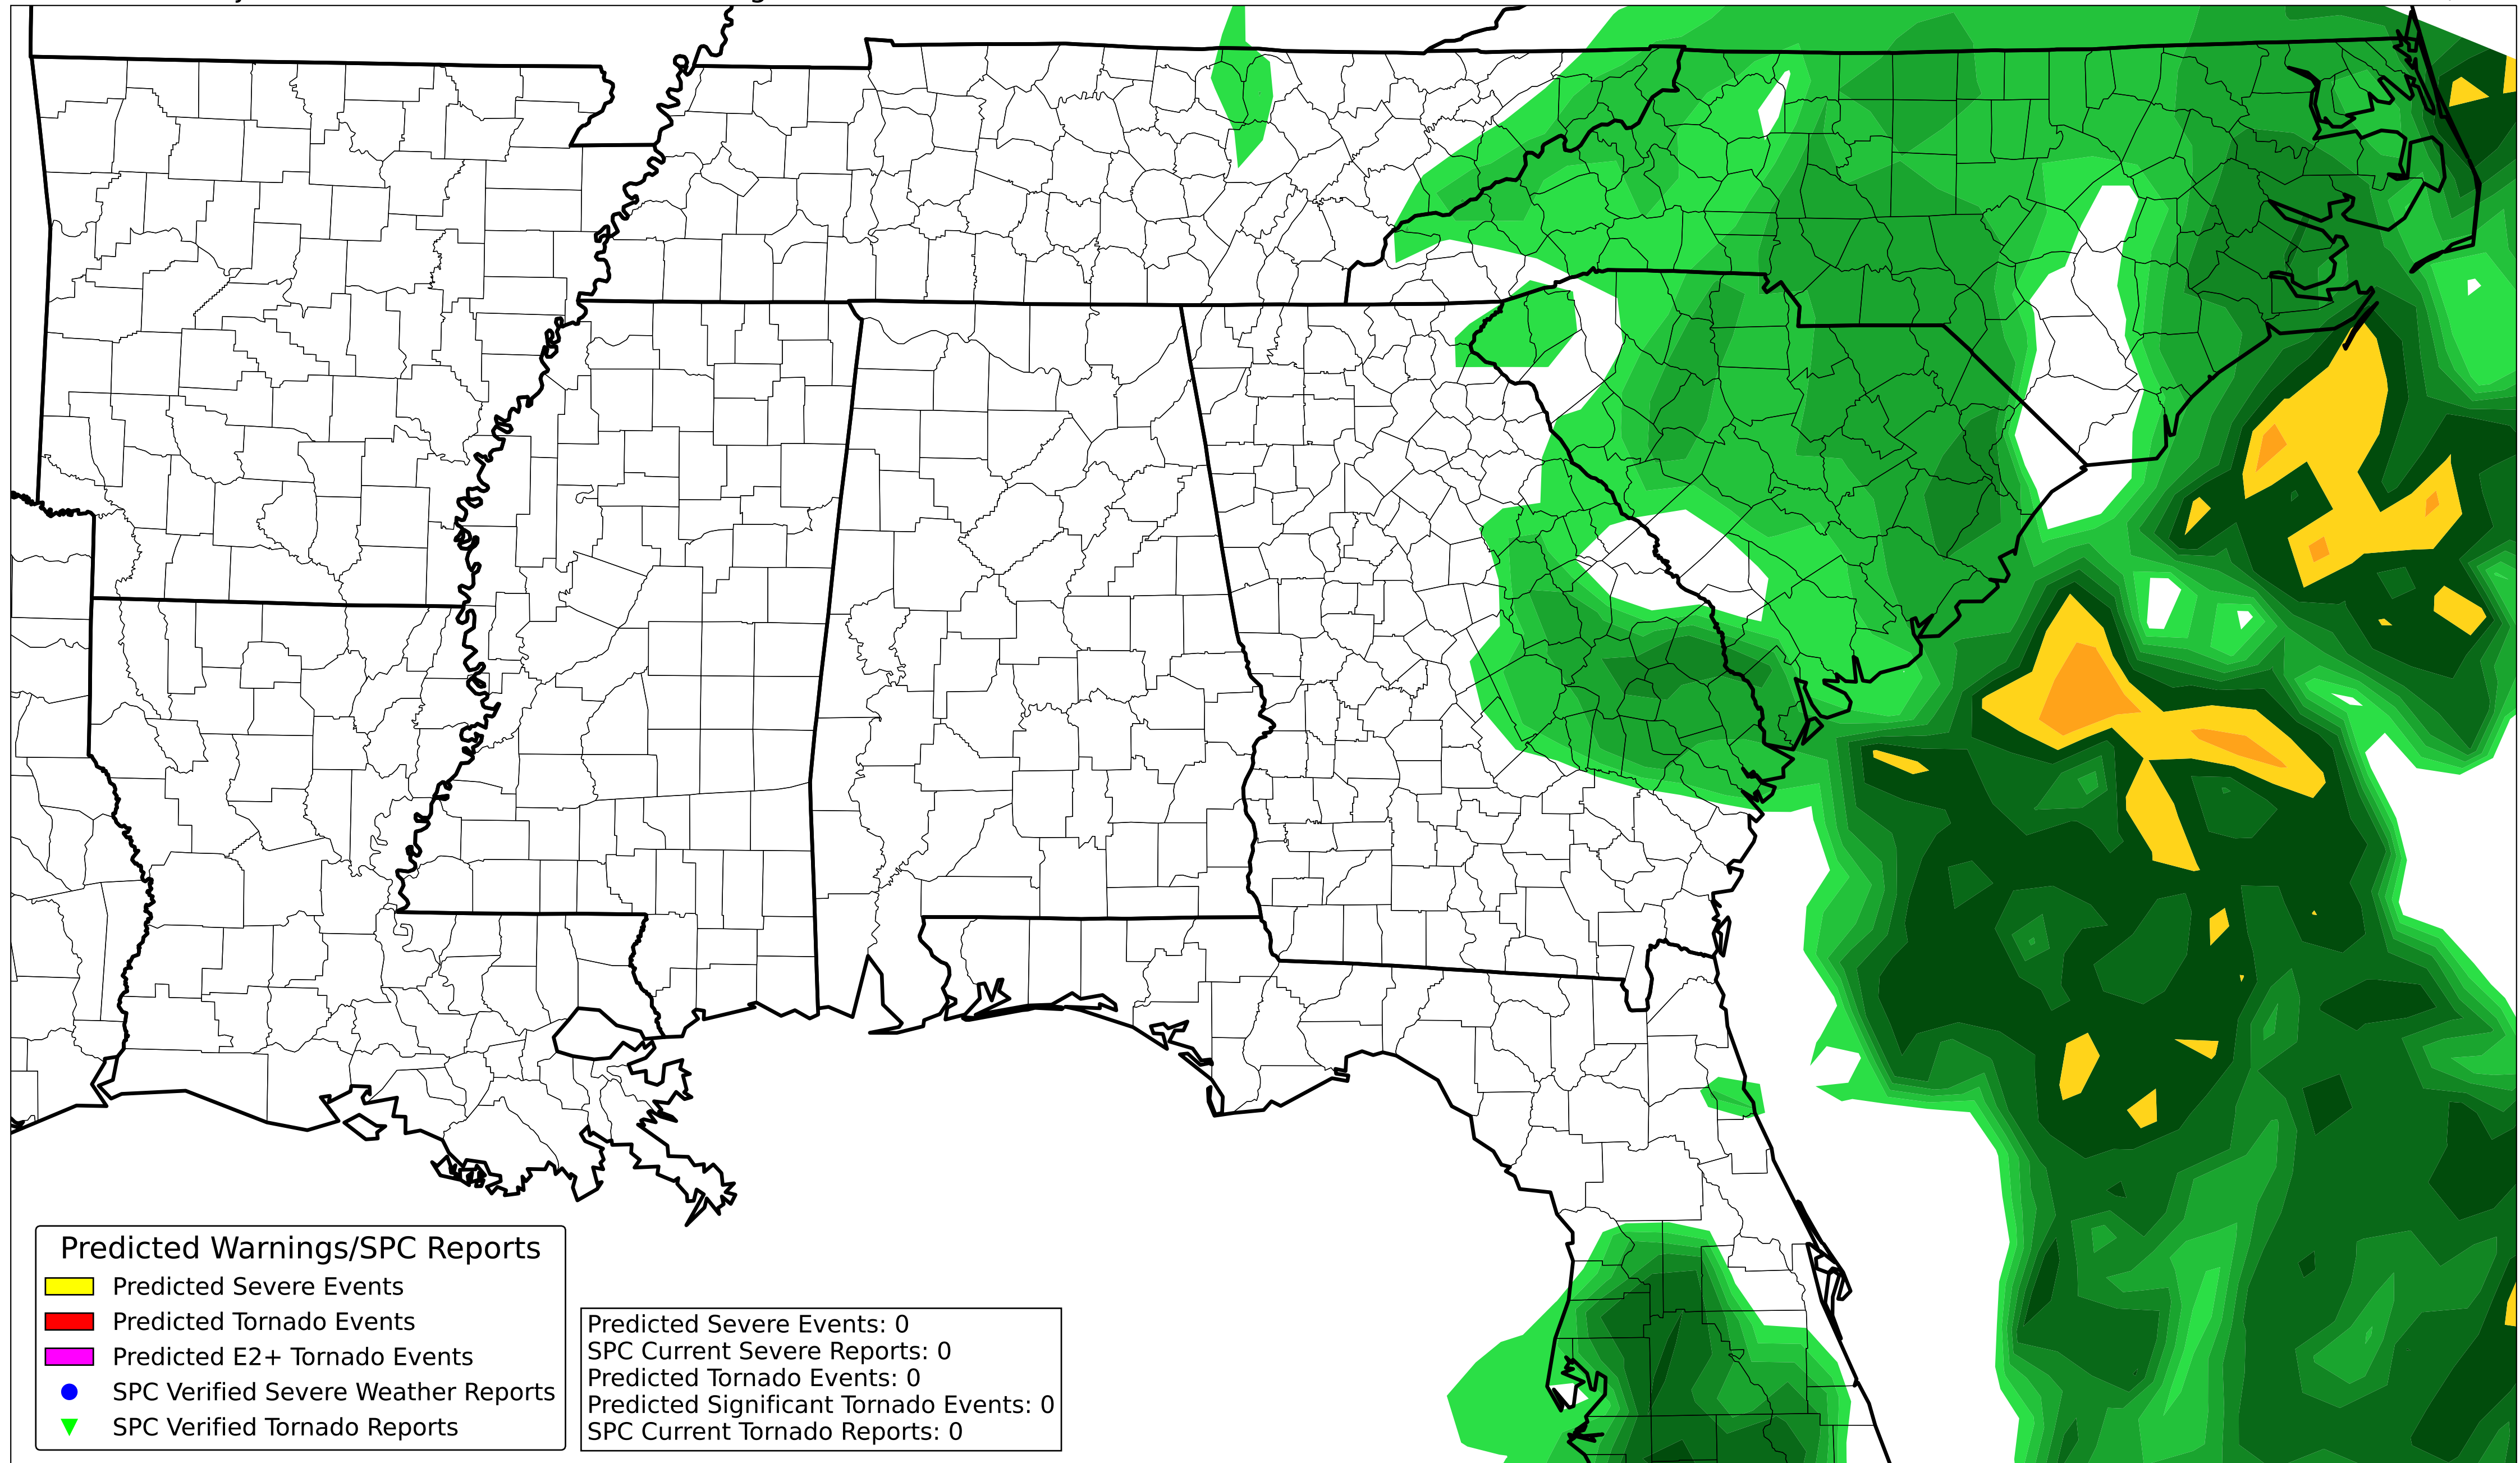 Predicted Warnings/SPC Reports
Predicted Severe Events
Predicted Tornado Events
Predicted E2+ Tornado Events
SPC Verified Severe Weather Reports
SPC Verified Tornado Reports
Predicted Severe Events: 0
SPC Current Severe Reports: 0
Predicted Tornado Events: 0
Predicted Significant Tornado Events: 0
SPC Current Tornado Reports: 0